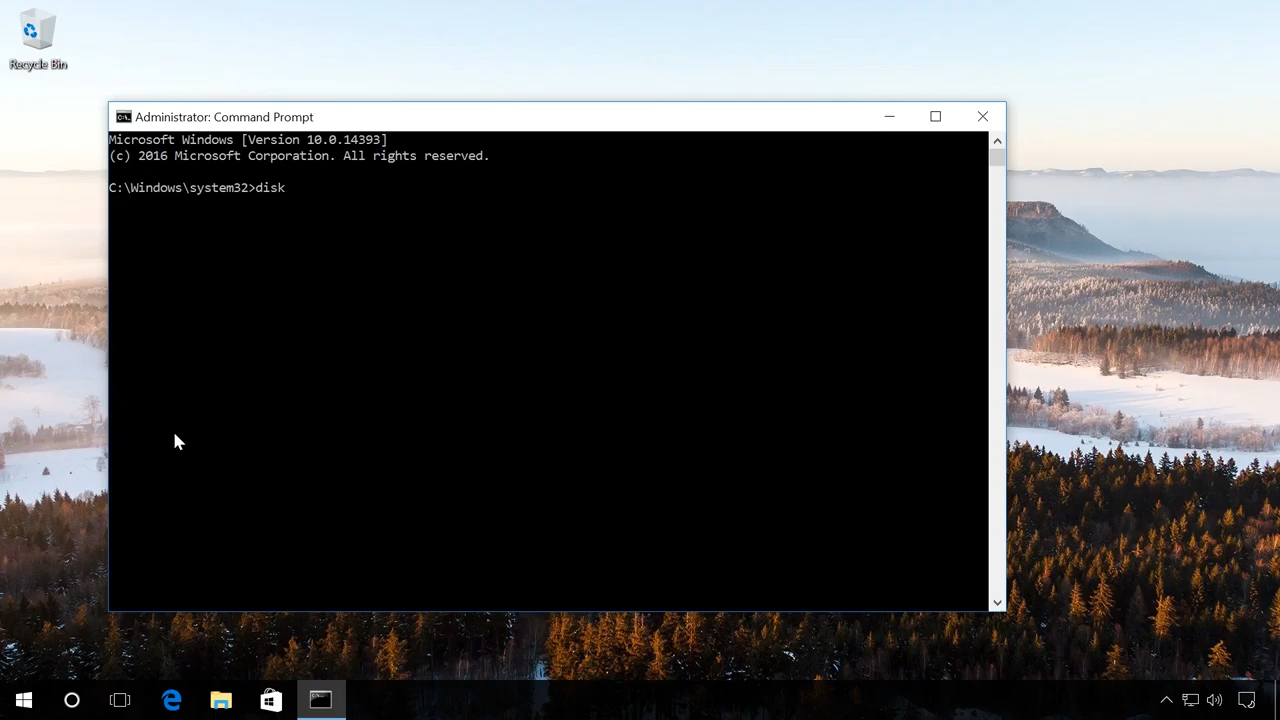 Recycle Bin
Administrator: Command Prompt
Microsoft Windows [Version 10.0.14393]
(c) 2016 Microsoft Corporation. All rights reserved.
C:\Windows\system32>disk